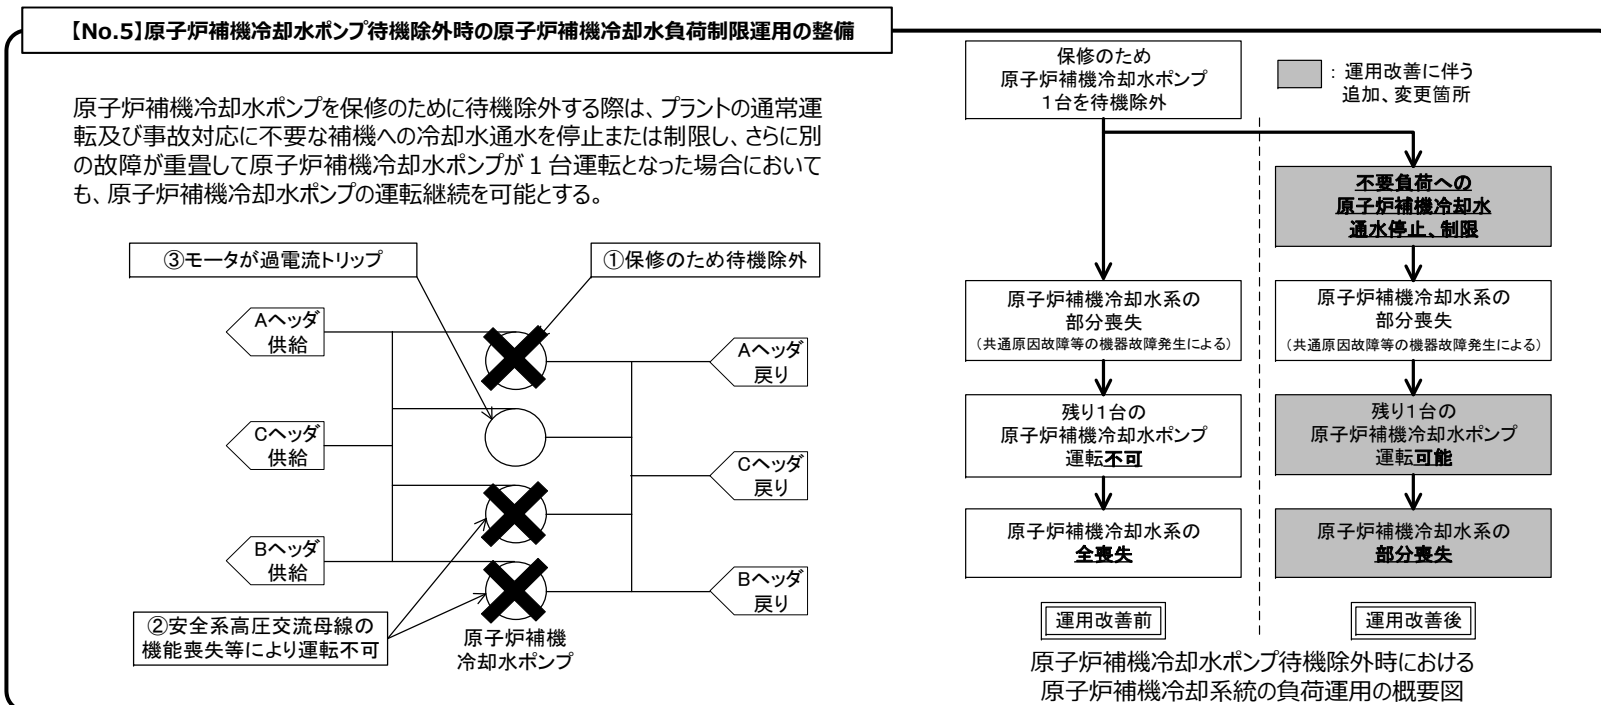 【No.5】原子炉補機冷却水ポンプ待機除外時の原子炉補機冷却水負荷制限運用の整備
原子炉補機冷却水ポンプを保修のために待機除外する際は、プラントの通常運
転及び事故対応に不要な補機への冷却水通水を停止または制限し、さらに別
の故障が重畳して原子炉補機冷却水ポンプが１台運転となった場合において
も、原子炉補機冷却水ポンプの運転継続を可能とする。
③モータが過電流トリップ
①保修のため待機除外
Aヘッダ
供給
Cヘッダ
供給
Bヘッダ
供給
Aヘッダ
戻り
Cヘッダ
戻り
Bヘッダ
戻り
②安全系高圧交流母線の
機能喪失等により運転不可
原子炉補機
冷却水ポンプ
保修のため
原子炉補機冷却水ポンプ
１台を待機除外
：運用改善に伴う
追加、変更箇所
不要負荷への
原子炉補機冷却水
通水停止、制限
原子炉補機冷却水系の
部分喪失
（共通原因故障等の機器故障発生による）
原子炉補機冷却水系の
部分喪失
（共通原因故障等の機器故障発生による）
残り１台の
原子炉補機冷却水ポンプ
運転不可
残り１台の
原子炉補機冷却水ポンプ
運転可能
原子炉補機冷却水系の
全喪失
原子炉補機冷却水系の
部分喪失
運用改善前
運用改善後
原子炉補機冷却水ポンプ待機除外時における
原子炉補機冷却系統の負荷運用の概要図